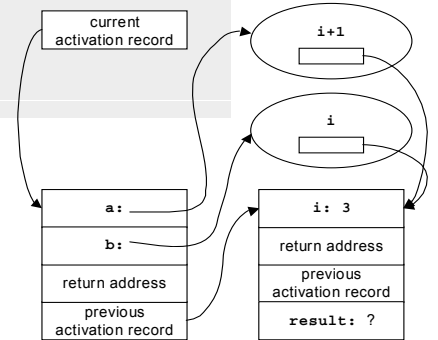 current
activation record
i+1
i
a:
b:
return address
previous
activation record
i: 3
return address
previous
activation record
result: ?